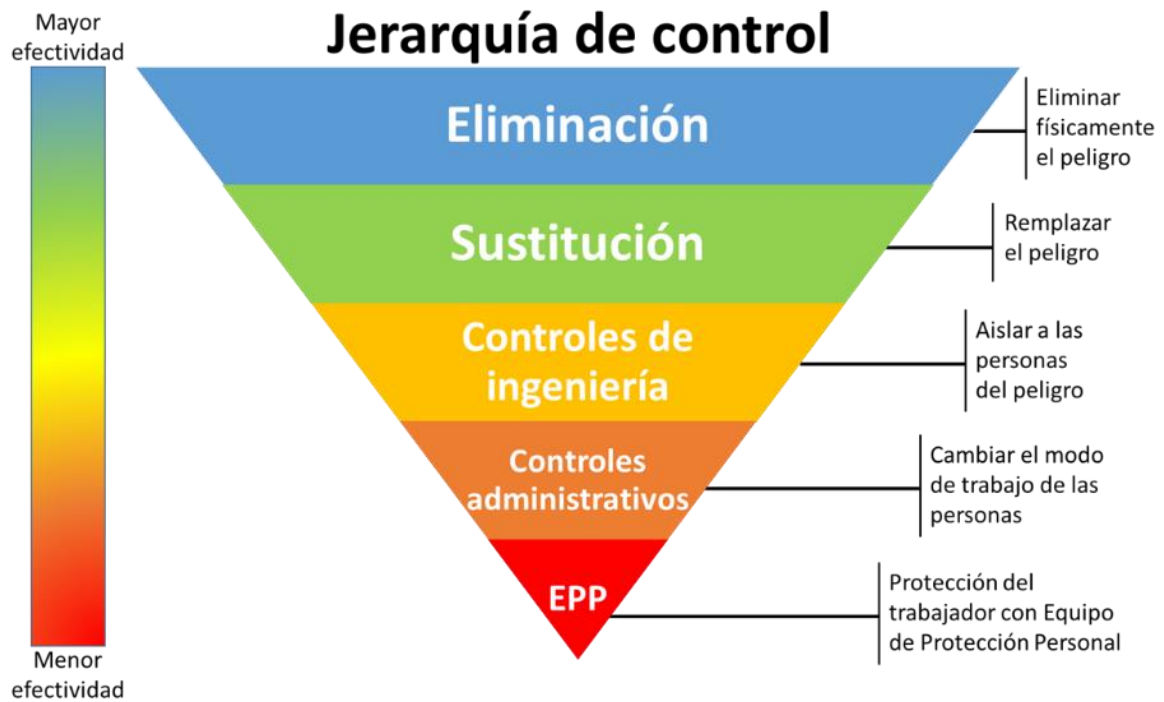 Jerarquía de control
Mayor
efectividad
Eliminación
Eliminar
físicamente
el peligro
Sustitución
Remplazar
el peligro
Controles de
ingeniería
Aislar a las
personas
del peligro
Controles
administrativos
Cambiar el modo
de trabajo de las
personas
EPP
Protección del
trabajador con Equipo
de Protección Personal
Menor
efectividad